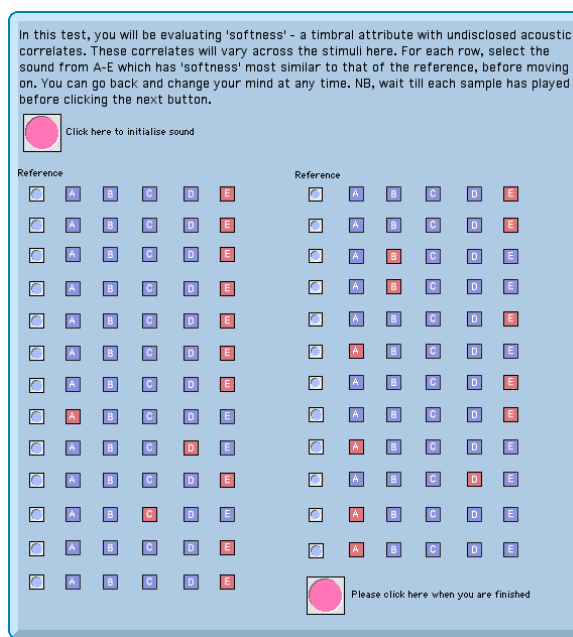 In this test, you will be evaluating 'softness' - a timbral attribute with undisclosed acoustic
correlates. These correlates will vary across the stimuli here. For each row, select the
sound from A-E which has 'softness' most similar to that of the reference, before moving
on. You can go back and change your mind at any time. NB, wait till each sample has played
before clicking the next button.
Click here to initialise sound
Reference
A B C D E
A B C D E
A B C D E
A B C D E
A B C D E
A B C D E
A B C D E
A B C D E
A B C D E
A B C D E
A B C D E
A B C D E
A B C D E
Reference
A B C D E
A B C D E
A B C D E
A B C D E
A B C D E
A B C D E
A B C D E
A B C D E
A B C D E
A B C D E
A B C D E
A B C D E
Please click here when you are finished